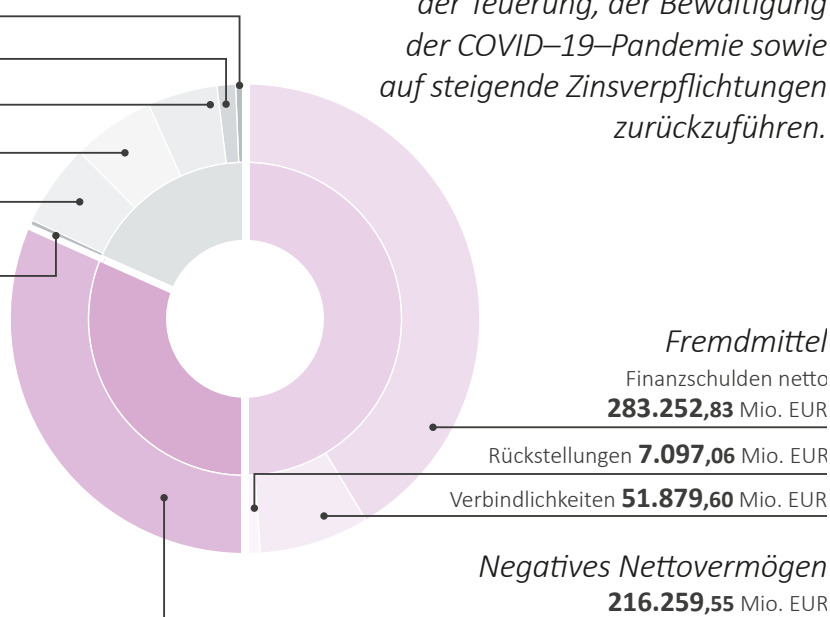 der Teuerung, der Bewältigung
der COVID–19–Pandemie sowie
auf steigende Zinsverpflichtungen
zurückzuführen.
Fremdmittel
Finanzschulden netto
283.252,83 Mio. EUR
Rückstellungen 7.097,06 Mio. EUR
Verbindlichkeiten 51.879,60 Mio. EUR
Negatives Nettovermögen
216.259,55 Mio. EUR